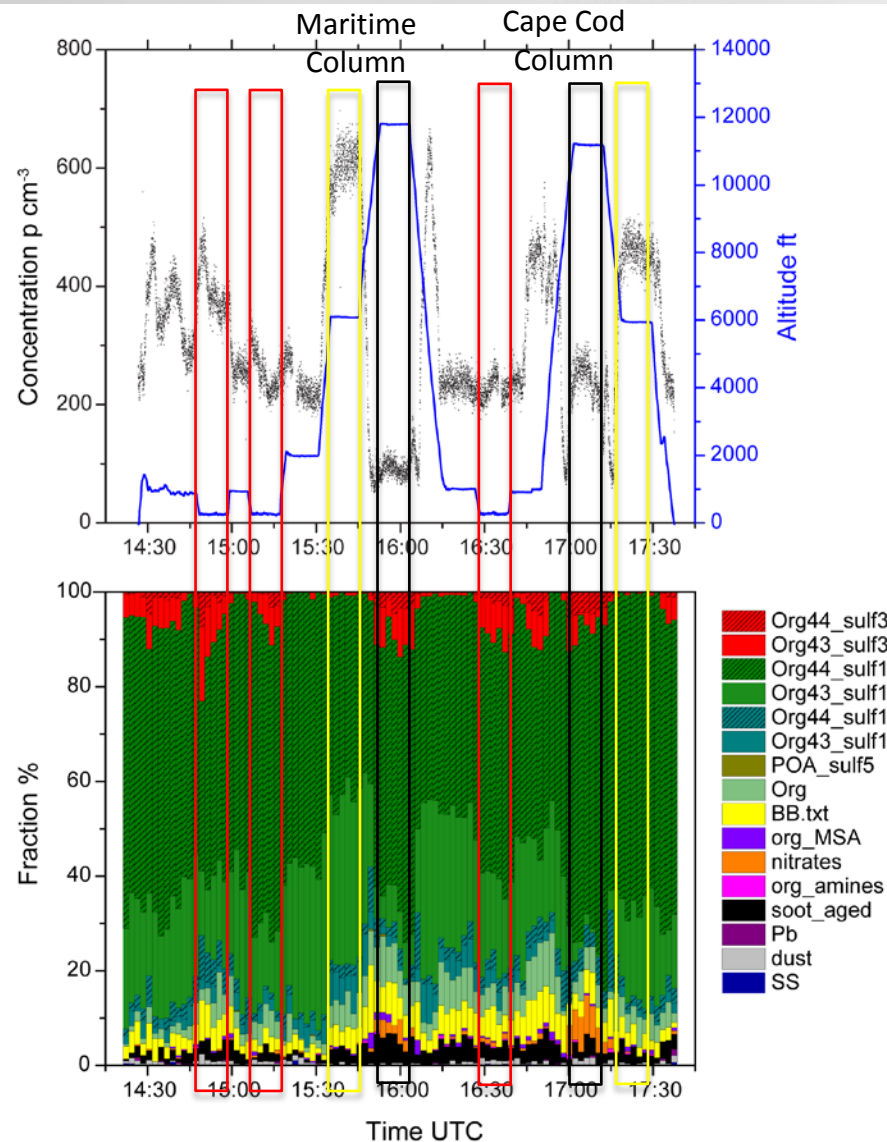 Maritime
Column
Cape Cod
Column
800
600
400
200
0
Concentration p cm-3
14000
12000
10000
8000
6000
4000
2000
0
Altitude ft
14:30 15:00 15:30 16:00 16:30 17:00 17:30
100
80
60
40
20
0
Fraction %
14:30 15:00 15:30 16:00 16:30 17:00 17:30
Time UTC
Org44_sulf3
Org43_sulf3
Org44_sulf1
Org43_sulf1
Org44_sulf1
Org43_sulf1
POA_sulf5
Org
BB.txt
org_MSA
nitrates
org_amines
soot_aged
Pb
dust
SS